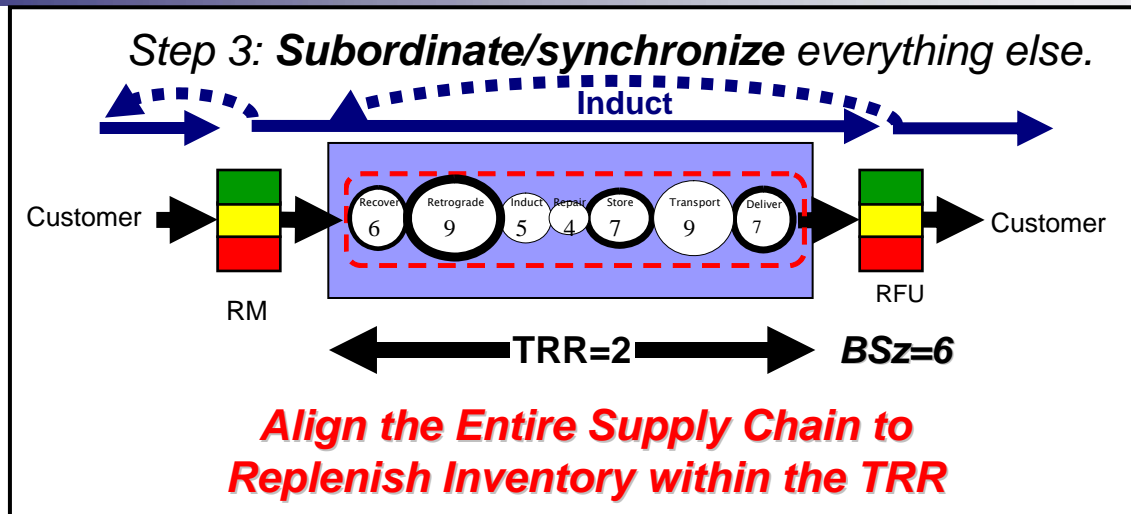 Step 3: Subordinate/synchronize everything else.
Induct
Customer
RM
Recover
6
Retrograde
9
Induct
5
Repair
4
Store
7
Transport
9
Deliver
7
RFU
Customer
TRR=2
BSz=6
Align the Entire Supply Chain to
Replenish Inventory within the TRR